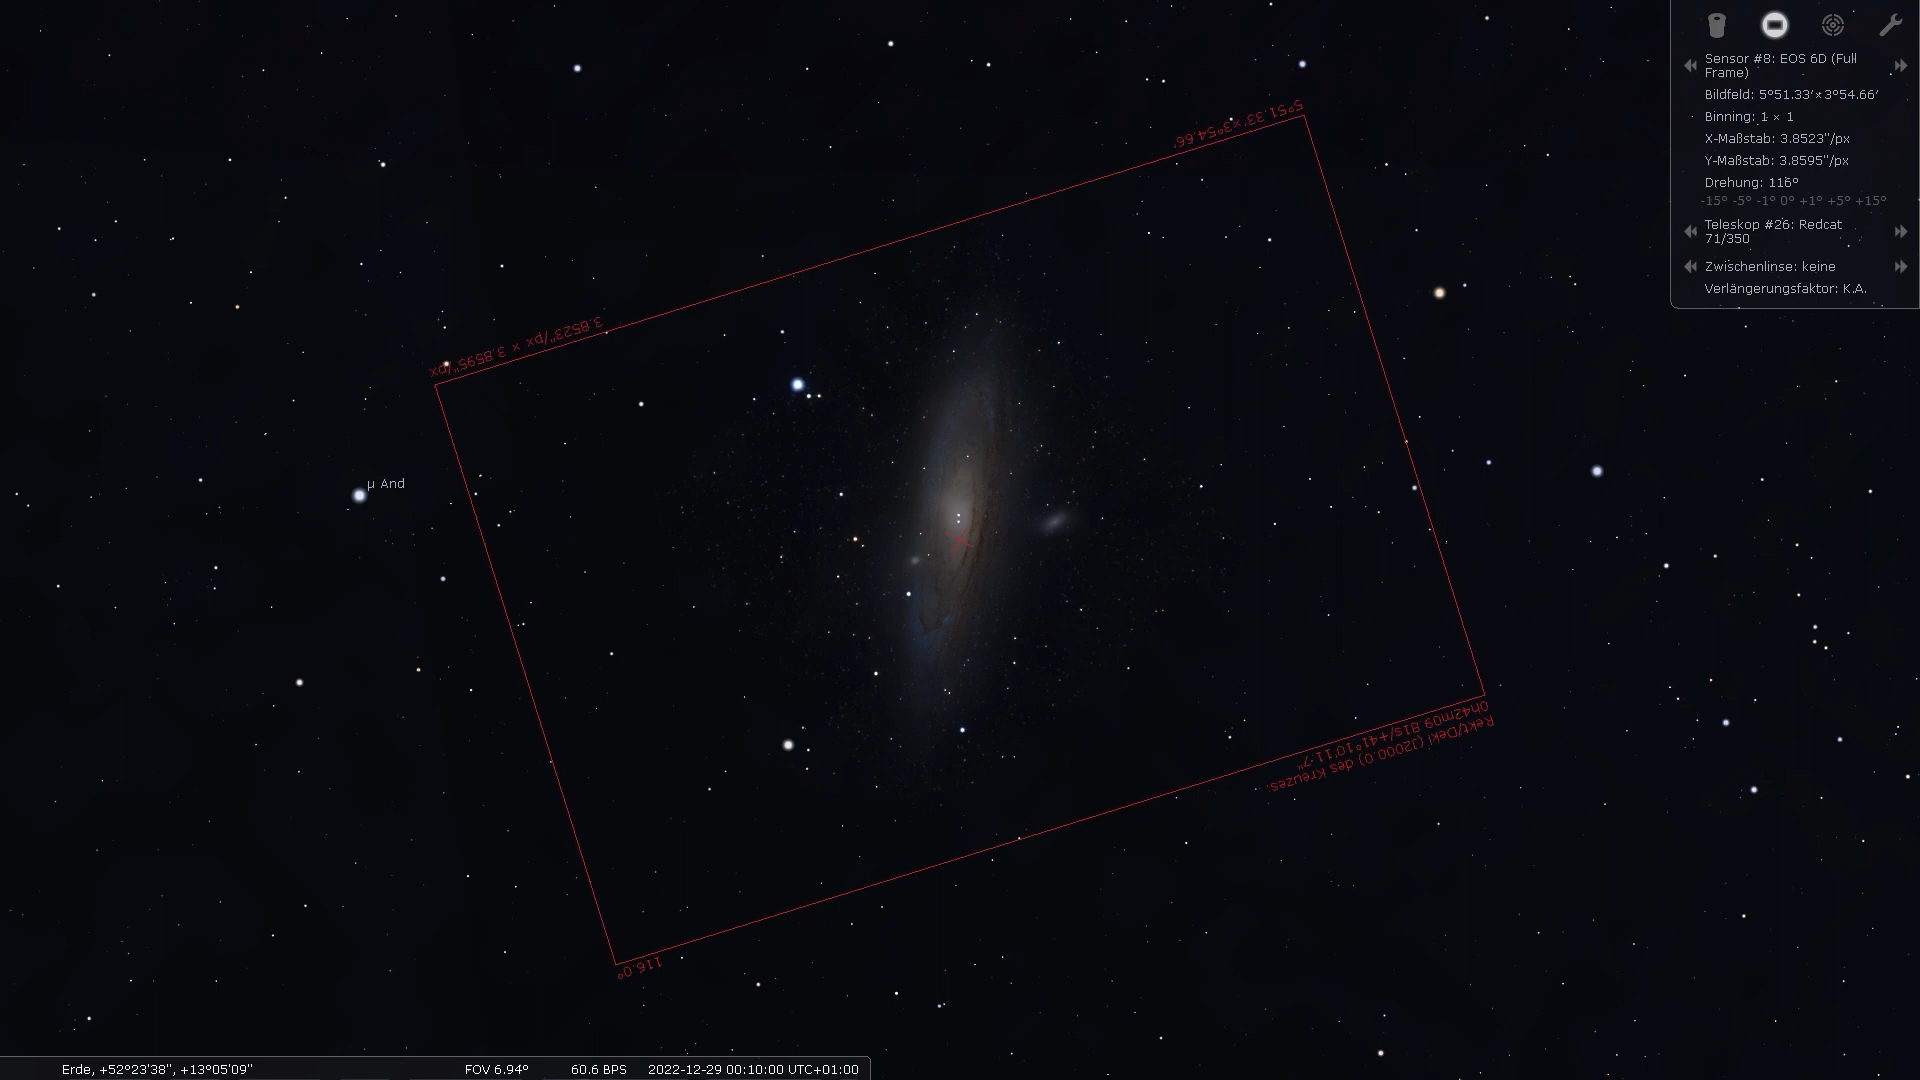 Sensor #8: EOS 6D (Full
Frame)
Bildfeld: 5°51.33′×3°54.66′
Binning: 1 × 1
X-Maßstab: 3.8523"/px
Y-Maßstab: 3.8595"/px
Drehung: 116°
-15° -5° -1° 0° +1° +5° +15°
Teleskop #26: Redcat
71/350
Zwischenlinse: keine
Verlängerungsfaktor: K.A.
5°51.33′×3°54.66′
3.8523"/px × 3.8595"/px
μ And
Rekt/Dekl (J2000.0) des Kreuzes:
0h42m09.81s/+41°10'11.7"
116.0°
Erde, +52°23'38", +13°05'09"
FOV 6.94°
60.6 BPS
2022-12-29 00:10:00 UTC+01:00